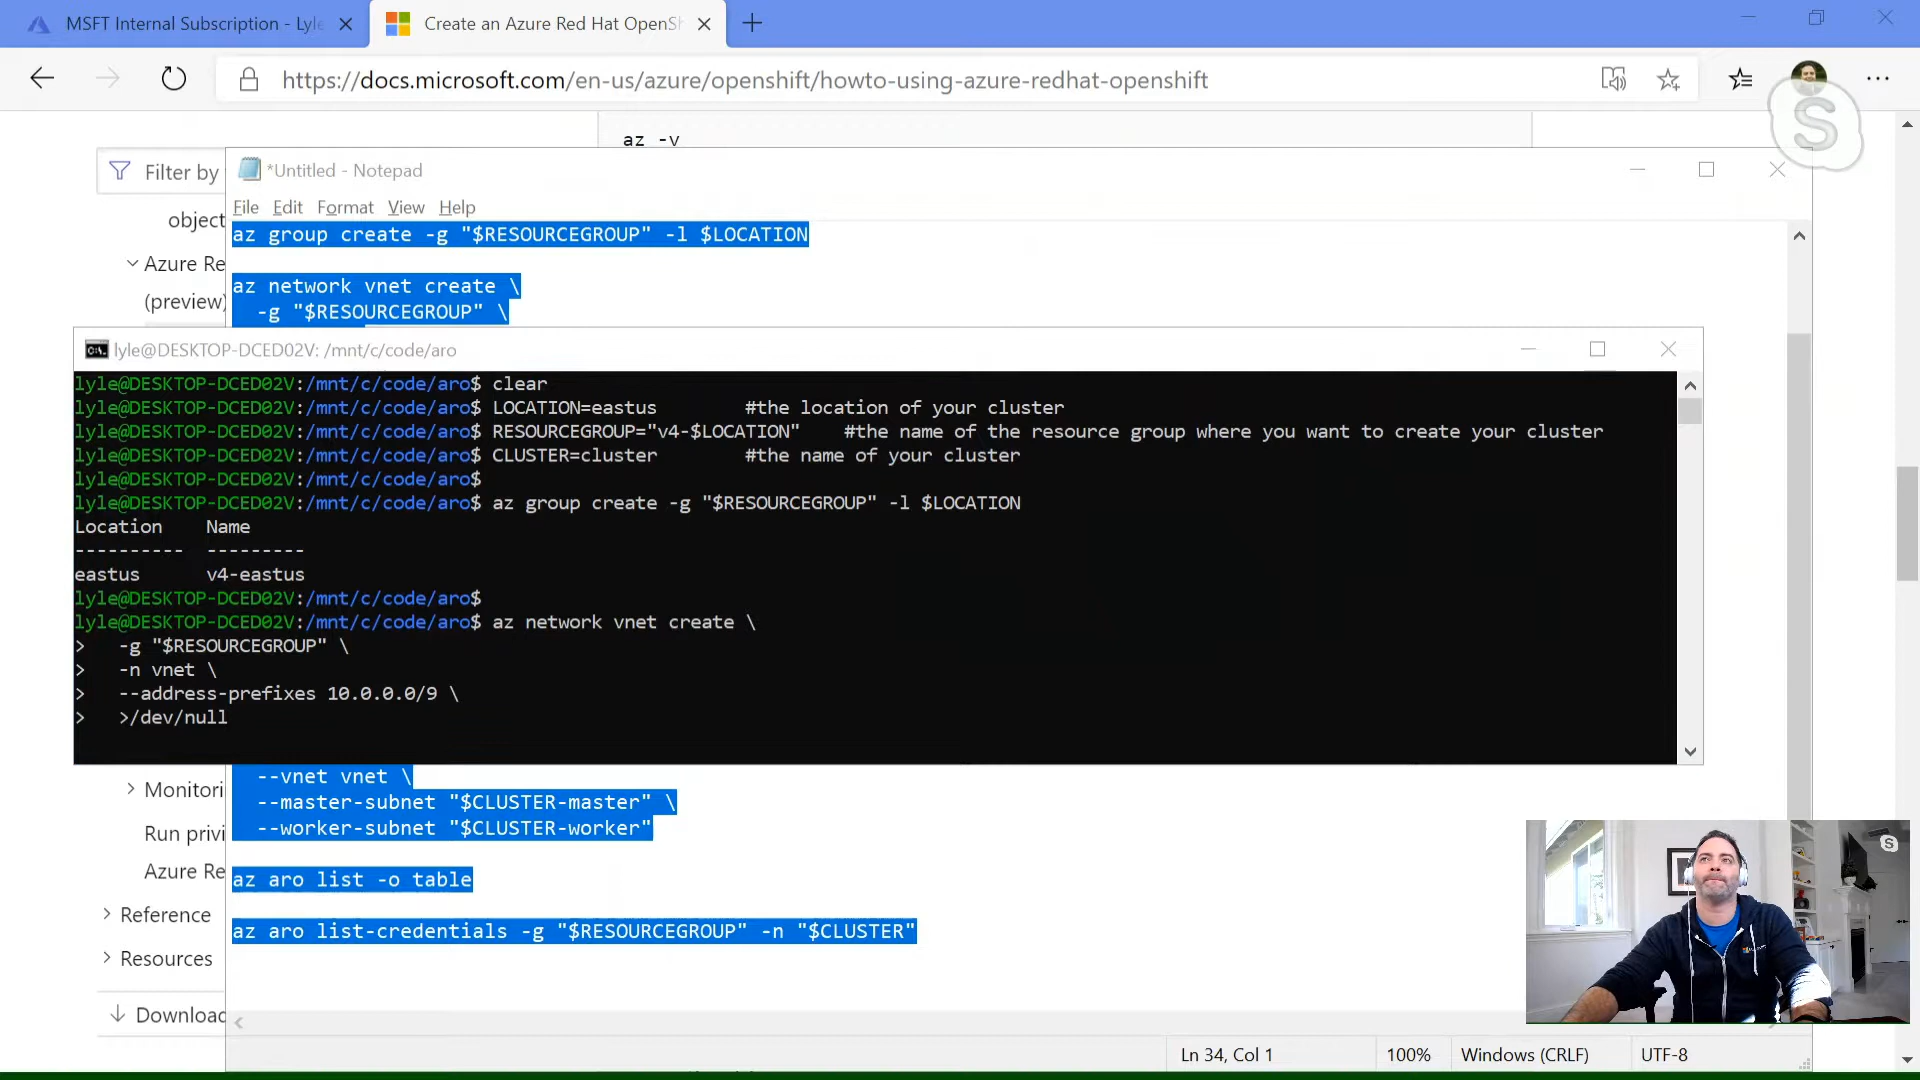 MSFT Internal Subscription - Lyle
Create an Azure Red Hat OpenSh
https://docs.microsoft.com/en-us/azure/openshift/howto-using-azure-redhat-openshift
az -v
*Untitled - Notepad
Filter by
File Edit Format View Help
object
az group create -g "$RESOURCEGROUP" -l $LOCATION
Azure Re
az network vnet create \
(preview)
-g "$RESOURCEGROUP" \
lyle@DESKTOP-DCED02V: /mnt/c/code/aro
lyle@DESKTOP-DCED02V:/mnt/c/code/aro$ clear
lyle@DESKTOP-DCED02V:/mnt/c/code/aro$ LOCATION=eastus        #the location of your cluster
lyle@DESKTOP-DCED02V:/mnt/c/code/aro$ RESOURCEGROUP="v4-$LOCATION"    #the name of the resource group where you want to create your cluster
lyle@DESKTOP-DCED02V:/mnt/c/code/aro$ CLUSTER=cluster        #the name of your cluster
lyle@DESKTOP-DCED02V:/mnt/c/code/aro$
lyle@DESKTOP-DCED02V:/mnt/c/code/aro$ az group create -g "$RESOURCEGROUP" -l $LOCATION
Location    Name
----------  ---------
eastus      v4-eastus
lyle@DESKTOP-DCED02V:/mnt/c/code/aro$
lyle@DESKTOP-DCED02V:/mnt/c/code/aro$ az network vnet create \
>   -g "$RESOURCEGROUP" \
>   -n vnet \
>   --address-prefixes 10.0.0.0/9 \
>   >/dev/null
--vnet vnet \
Monitori
--master-subnet "$CLUSTER-master" \
Run privi
--worker-subnet "$CLUSTER-worker"
Azure Re
az aro list -o table
Reference
az aro list-credentials -g "$RESOURCEGROUP" -n "$CLUSTER"
Resources
Download
Ln 34, Col 1
100%
Windows (CRLF)
UTF-8